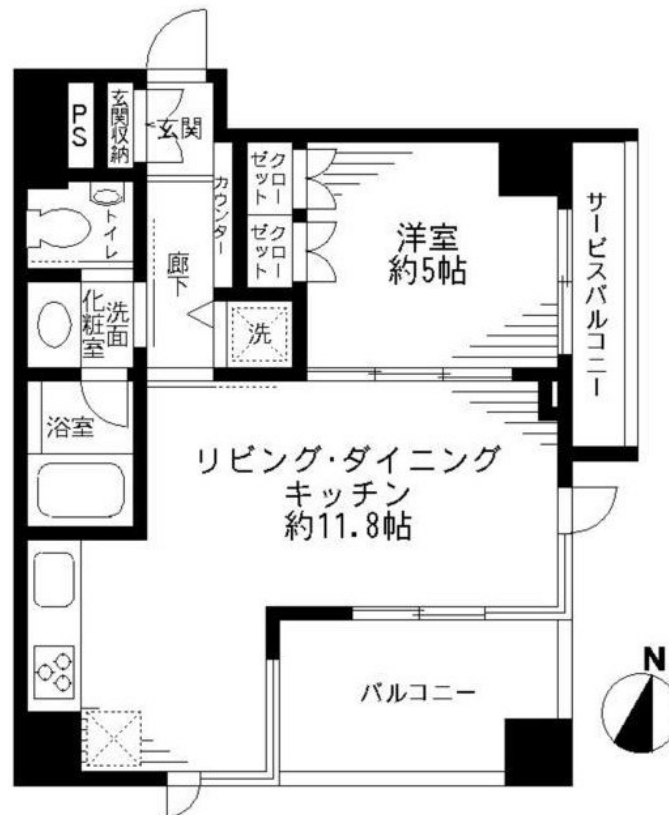 PS
玄関収納
玄関
トイレ
カウンター
クロー
ゼット
クロー
ゼット
洋室
約5帖
サービスバルコニー
廊下
洗面
化粧室
洗
浴室
リビング・ダイニング
キッチン
約11.8帖
バルコニー
N